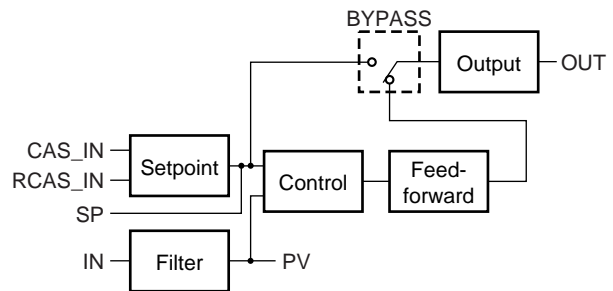 BYPASS
Output
OUT
CAS_IN
RCAS_IN
Setpoint
SP
Control
Feed-
forward
IN
Filter
PV